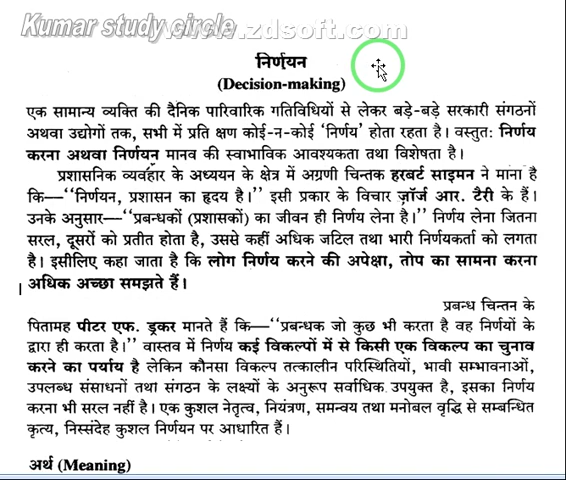 Kumar study circle
www.zdsoft.com
निर्णयन
(Decision-making)
एक सामान्य व्यक्ति की दैनिक पारिवारिक गतिविधियों से लेकर बड़े-बड़े सरकारी संगठनों
अथवा उद्योगों तक, सभी में प्रति क्षण कोई-न-कोई 'निर्णय' होता रहता है। वस्तुतः निर्णय
करना अथवा निर्णयन मानव की स्वाभाविक आवश्यकता तथा विशेषता है।
प्रशासनिक व्यवहार के अध्ययन के क्षेत्र में अग्रणी चिन्तक हरबर्ट साइमन ने माना है
कि—''निर्णयन, प्रशासन का हृदय है।'' इसी प्रकार के विचार ज़ॉर्ज आर. टैरी के हैं।
उनके अनुसार—''प्रबन्धकों (प्रशासकों) का जीवन ही निर्णय लेना है।'' निर्णय लेना जितना
सरल, दूसरों को प्रतीत होता है, उससे कहीं अधिक जटिल तथा भारी निर्णयकर्ता को लगता
है। इसीलिए कहा जाता है कि लोग निर्णय करने की अपेक्षा, तोप का सामना करना
अधिक अच्छा समझते हैं।
प्रबन्ध चिन्तन के
पितामह पीटर एफ. ड्रकर मानते हैं कि—''प्रबन्धक जो कुछ भी करता है वह निर्णयों के
द्वारा ही करता है।'' वास्तव में निर्णय कई विकल्पों में से किसी एक विकल्प का चुनाव
करने का पर्याय है लेकिन कौनसा विकल्प तत्कालीन परिस्थितियों, भावी सम्भावनाओं,
उपलब्ध संसाधनों तथा संगठन के लक्ष्यों के अनुरूप सर्वाधिक उपयुक्त है, इसका निर्णय
करना भी सरल नहीं है। एक कुशल नेतृत्व, नियंत्रण, समन्वय तथा मनोबल वृद्धि से सम्बन्धित
कृत्य, निस्संदेह कुशल निर्णयन पर आधारित हैं।
अर्थ (Meaning)